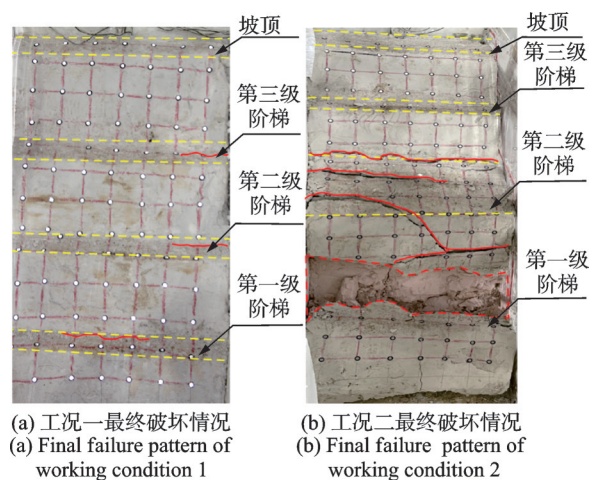 坡顶
第三级
阶梯
第二级
阶梯
第一级
阶梯
(a) 工况一最终破坏情况
(a) Final failure pattern of
working condition 1
坡顶
第三级
阶梯
第二级
阶梯
第一级
阶梯
(b) 工况二最终破坏情况
(b) Final failure pattern of
working condition 2